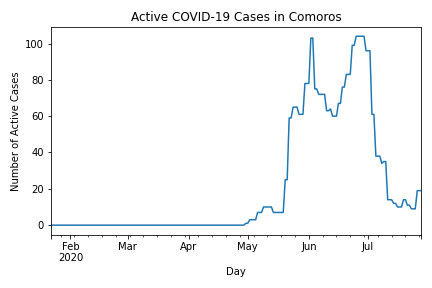 Active COVID-19 Cases in Comoros
Number of Active Cases
100
80
60
40
20
0
Feb Mar Apr May Jun Jul
2020
Day